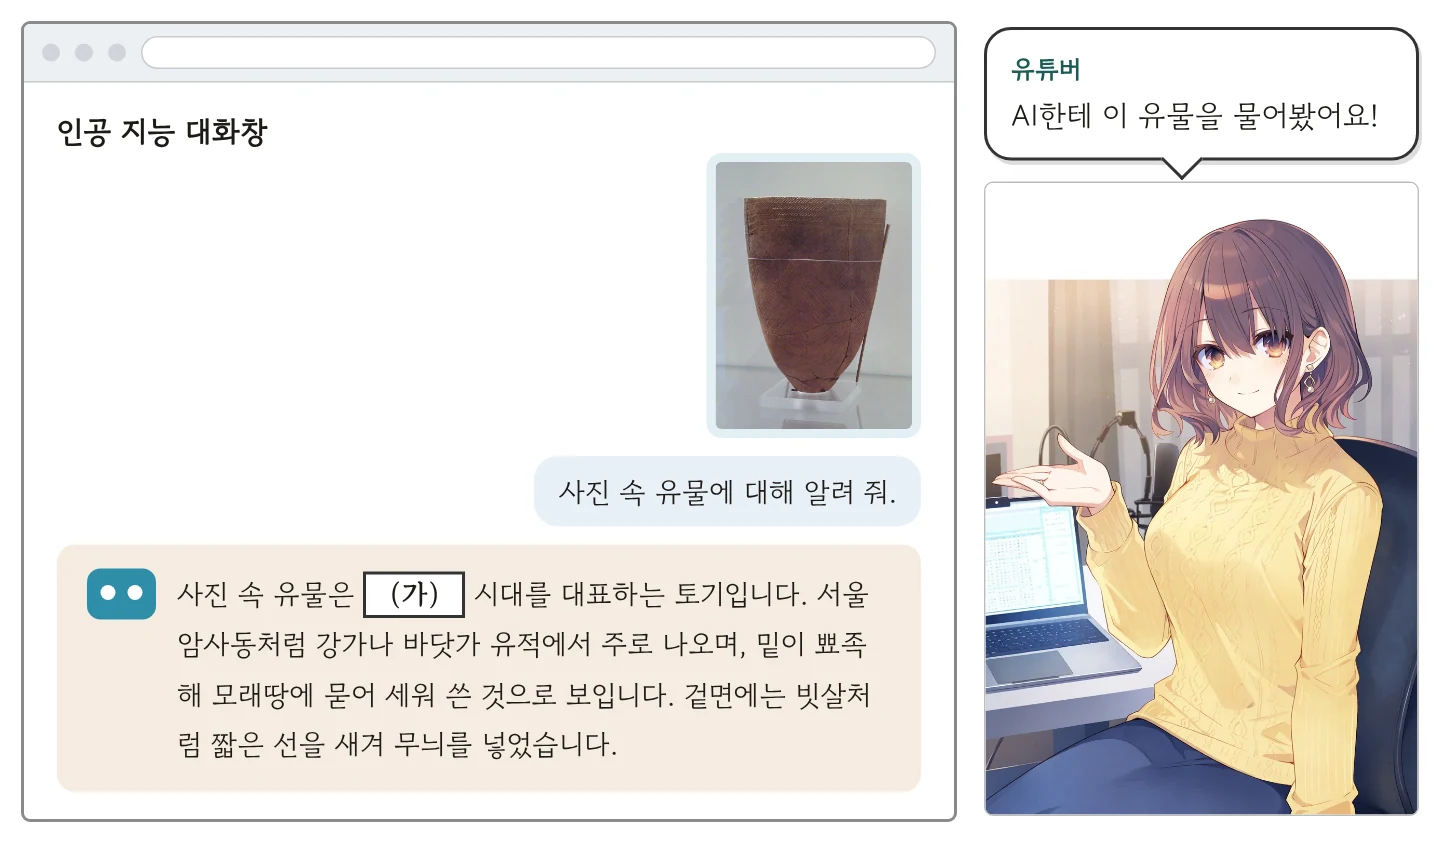 인공 지능 대화창
사진 속 유물에 대해 알려 줘.
사진 속 유물은 (가) 시대를 대표하는 토기입니다. 서울
암사동처럼 강가나 바닷가 유적에서 주로 나오며, 밑이 뾰족
해 모래땅에 묻어 세워 쓴 것으로 보입니다. 겉면에는 빗살처
럼 짧은 선을 새겨 무늬를 넣었습니다.
유튜버
AI한테 이 유물을 물어봤어요!